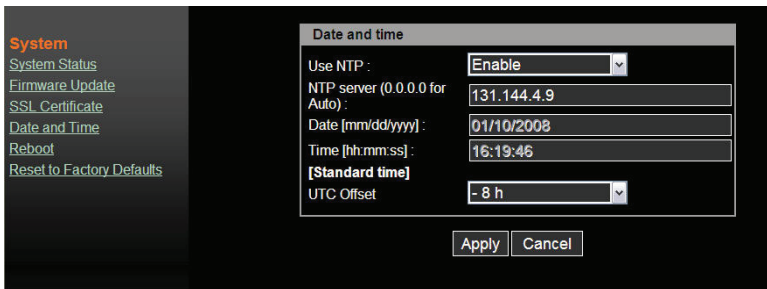 System
System Status
Firmware Update
SSL Certificate
Date and Time
Reboot
Reset to Factory Defaults
Date and time
Use NTP : Enable
NTP server (0.0.0.0 for
Auto) : 131.144.4.9
Date [mm/dd/yyyy] : 01/10/2008
Time [hh:mm:ss] : 16:19:46
[Standard time]
UTC Offset - 8 h
Apply Cancel